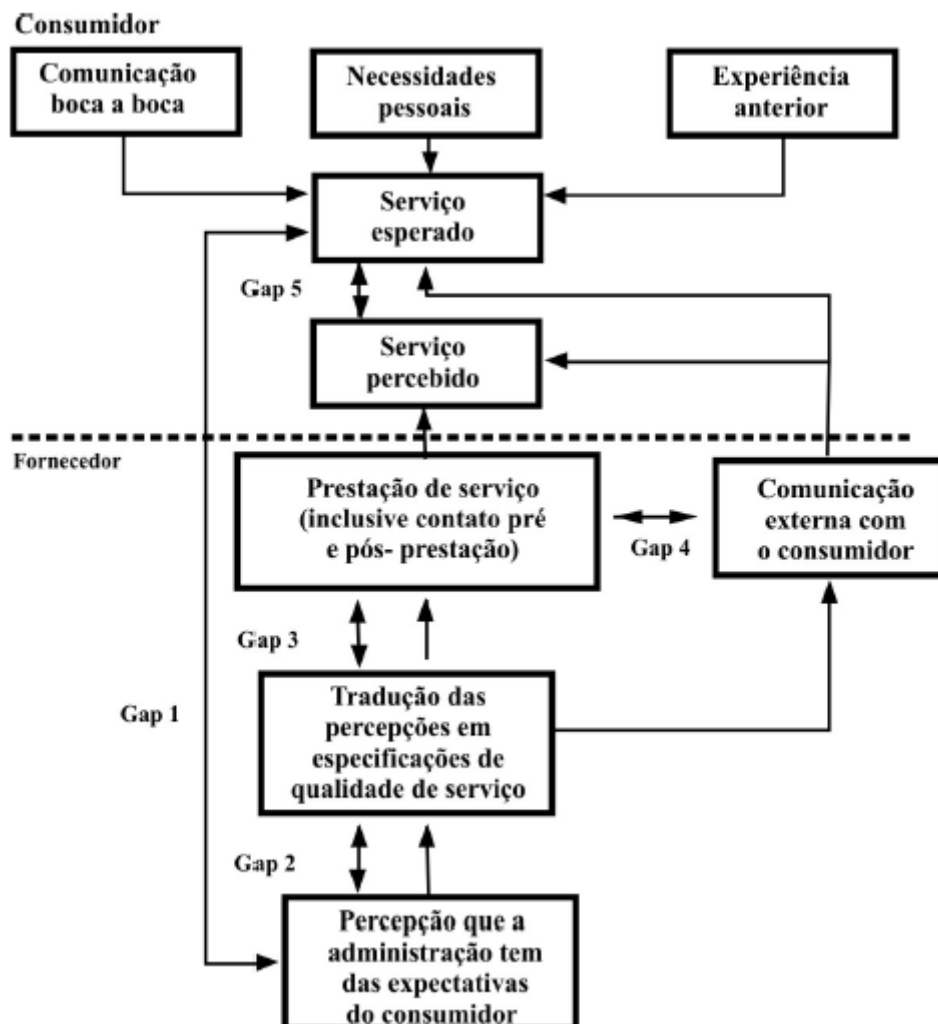 Consumidor
Comunicação
boca a boca
Necessidades
pessoais
Experiência
anterior
Serviço
esperado
Gap 5
Serviço
percebido
Fornecedor
Prestação de serviço
(inclusive contato pré
e pós- prestação)
Gap 4
Comunicação
externa com
o consumidor
Gap 3
Gap 1
Tradução das
percepções em
especificações de
qualidade de serviço
Gap 2
Percepção que a
administração tem
das expectativas
do consumidor